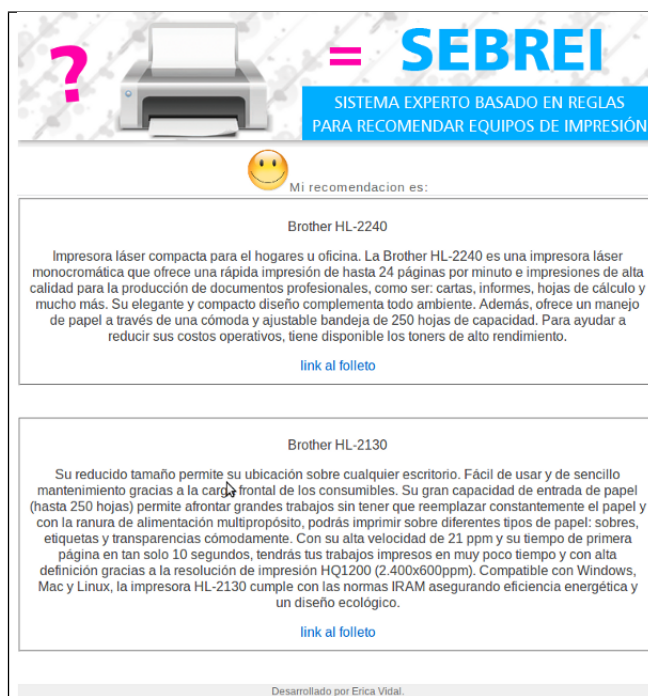 ? = SEBREI
SISTEMA EXPERTO BASADO EN REGLAS
PARA RECOMENDAR EQUIPOS DE IMPRESIÓN
Mi recomendacion es:
Brother HL-2240
Impresora láser compacta para el hogares u oficina. La Brother HL-2240 es una impresora láser
monocromática que ofrece una rápida impresión de hasta 24 páginas por minuto e impresiones de alta
calidad para la producción de documentos profesionales, como ser: cartas, informes, hojas de cálculo y
mucho más. Su elegante y compacto diseño complementa todo ambiente. Además, ofrece un manejo
de papel a través de una cómoda y ajustable bandeja de 250 hojas de capacidad. Para ayudar a
reducir sus costos operativos, tiene disponible los toners de alto rendimiento.
link al folleto
Brother HL-2130
Su reducido tamaño permite su ubicación sobre cualquier escritorio. Fácil de usar y de sencillo
mantenimiento gracias a la carga frontal de los consumibles. Su gran capacidad de entrada de papel
(hasta 250 hojas) permite afrontar grandes trabajos sin tener que reemplazar constantemente el papel y
con la ranura de alimentación multipropósito, podrás imprimir sobre diferentes tipos de papel: sobres,
etiquetas y transparencias cómodamente. Con su alta velocidad de 21 ppm y su tiempo de primera
página en tan solo 10 segundos, tendrás tus trabajos impresos en muy poco tiempo y con alta
definición gracias a la resolución de impresión HQ1200 (2.400x600ppm). Compatible con Windows,
Mac y Linux, la impresora HL-2130 cumple con las normas IRAM asegurando eficiencia energética y
un diseño ecológico.
link al folleto
Desarrollado por Erica Vidal.